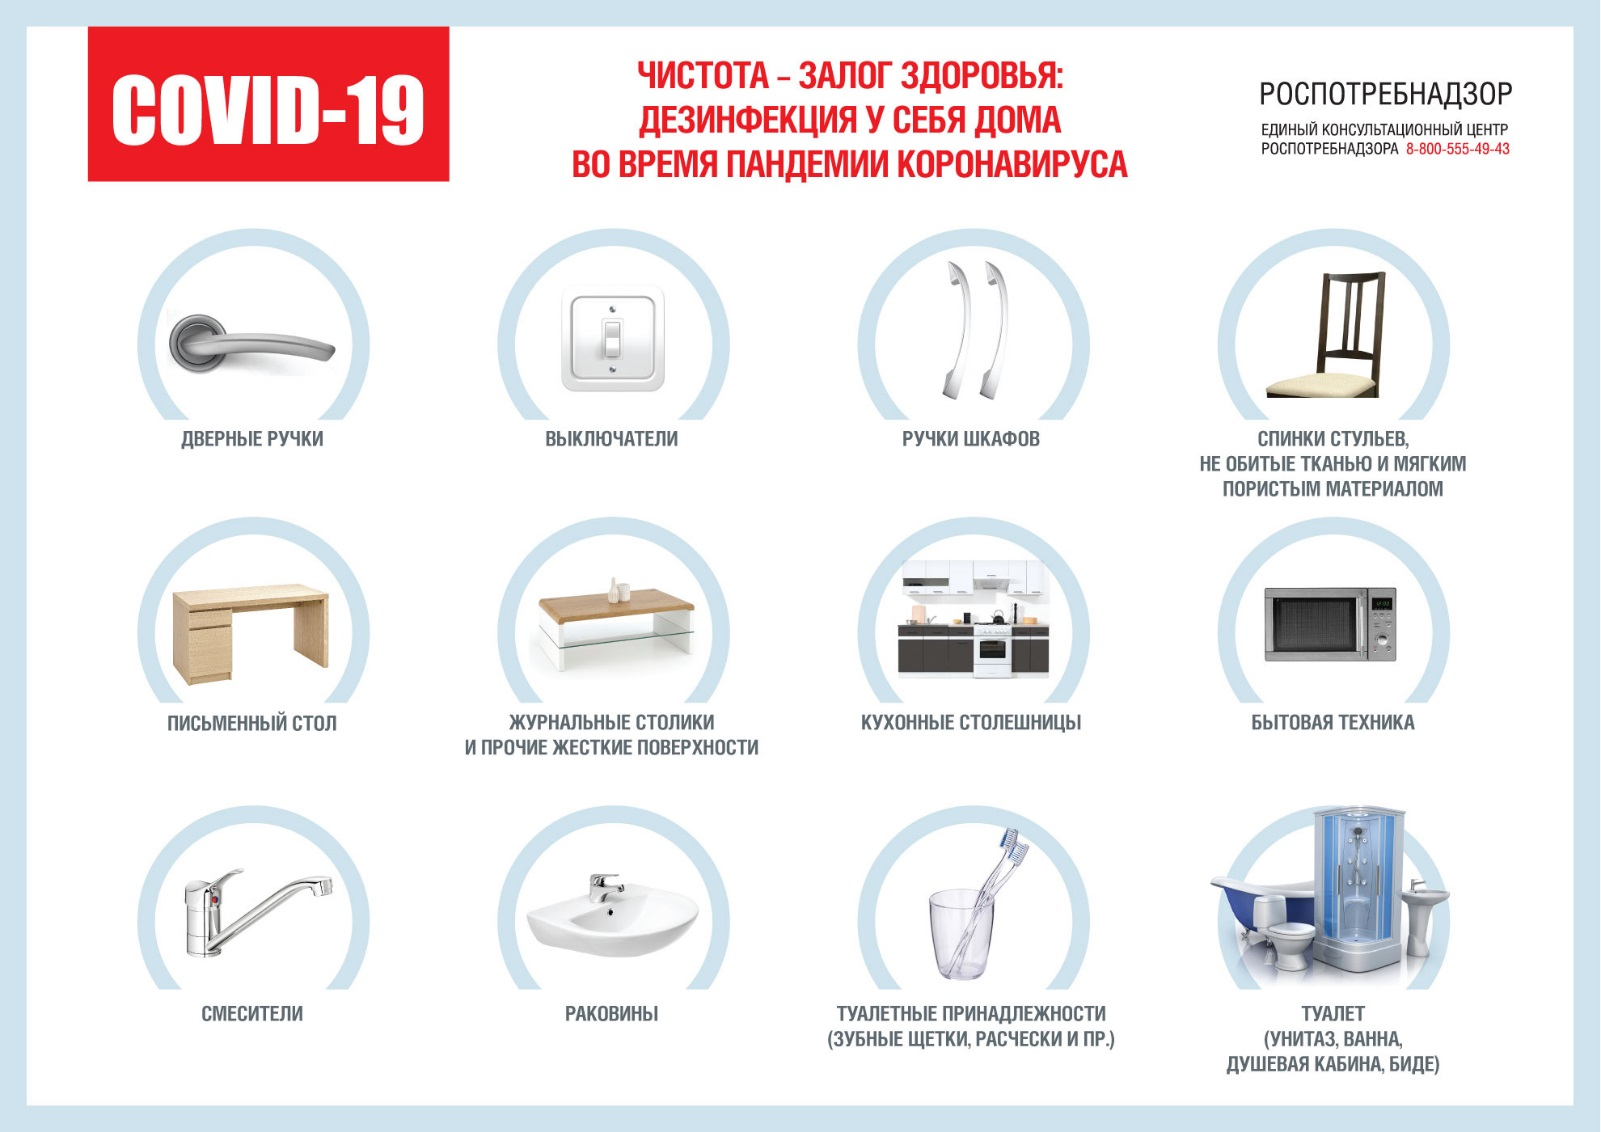 COVID-19
ЧИСТОТА – ЗАЛОГ ЗДОРОВЬЯ:
ДЕЗИНФЕКЦИЯ У СЕБЯ ДОМА
ВО ВРЕМЯ ПАНДЕМИИ КОРОНАВИРУСА
РОСПОТРЕБНАДЗОР
ЕДИНЫЙ КОНСУЛЬТАЦИОННЫЙ ЦЕНТР
РОСПОТРЕБНАДЗОРА 8-800-555-49-43
ДВЕРНЫЕ РУЧКИ
ВЫКЛЮЧАТЕЛИ
РУЧКИ ШКАФОВ
СПИНКИ СТУЛЬЕВ,
НЕ ОБИТЫЕ ТКАНЬЮ И МЯГКИМ
ПОРИСТЫМ МАТЕРИАЛОМ
ПИСЬМЕННЫЙ СТОЛ
ЖУРНАЛЬНЫЕ СТОЛИКИ
И ПРОЧИЕ ЖЕСТКИЕ ПОВЕРХНОСТИ
КУХОННЫЕ СТОЛЕШНИЦЫ
БЫТОВАЯ ТЕХНИКА
СМЕСИТЕЛИ
РАКОВИНЫ
ТУАЛЕТНЫЕ ПРИНАДЛЕЖНОСТИ
(ЗУБНЫЕ ЩЕТКИ, РАСЧЕСКИ И ПР.)
ТУАЛЕТ
(УНИТАЗ, ВАННА,
ДУШЕВАЯ КАБИНА, БИДЕ)